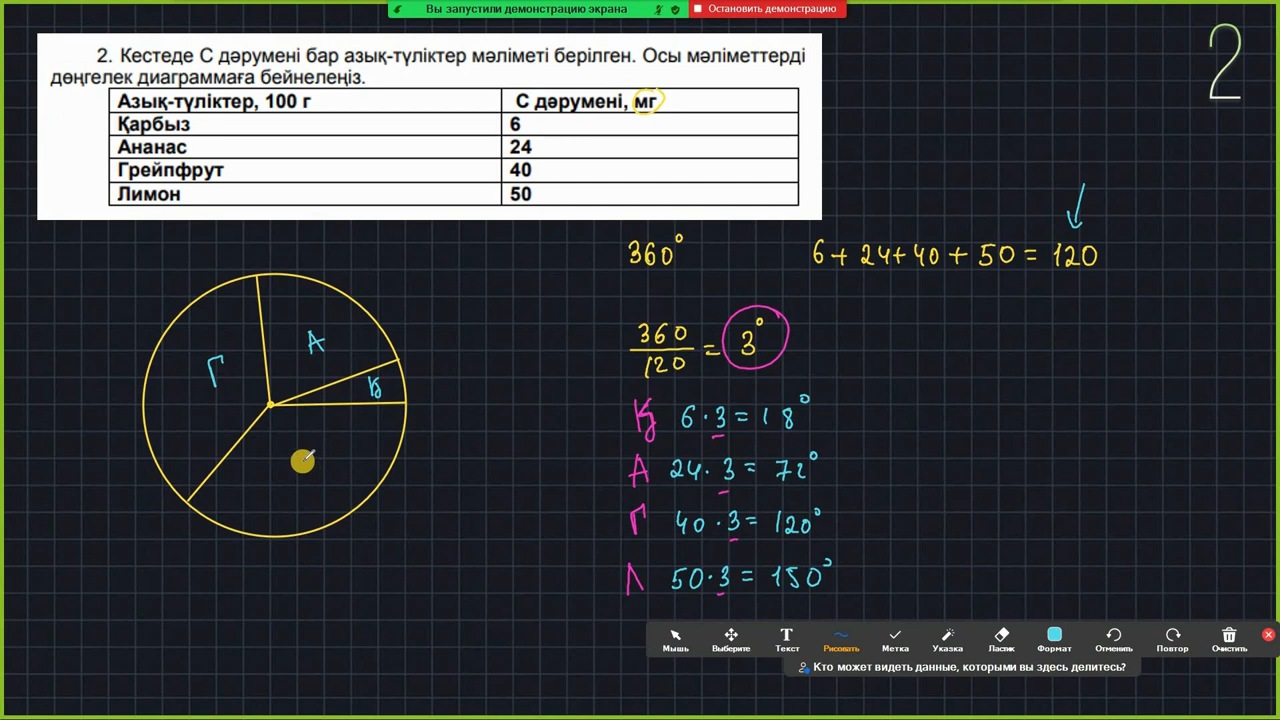 Вы запустили демонстрацию экрана
Остановить демонстрацию
2
2. Кестеде С дәрумені бар азық-түліктер мәліметі берілген. Осы мәліметтерді
дөңгелек диаграммаға бейнелеңіз.
Азық-түліктер, 100 г С дәрумені, мг
Қарбыз 6
Ананас 24
Грейпфрут 40
Лимон 50
360° 6 + 24 + 40 + 50 = 120
360/120 = 3°
Қ 6 · 3 = 18°
А 24 · 3 = 72°
Г 40 · 3 = 120°
Л 50 · 3 = 150°
А
Г
Қ
Мышь Выберите Текст Рисовать Метка Указка Ластик Формат Отменить Повтор Очистить
Кто может видеть данные, которыми вы здесь делитесь?